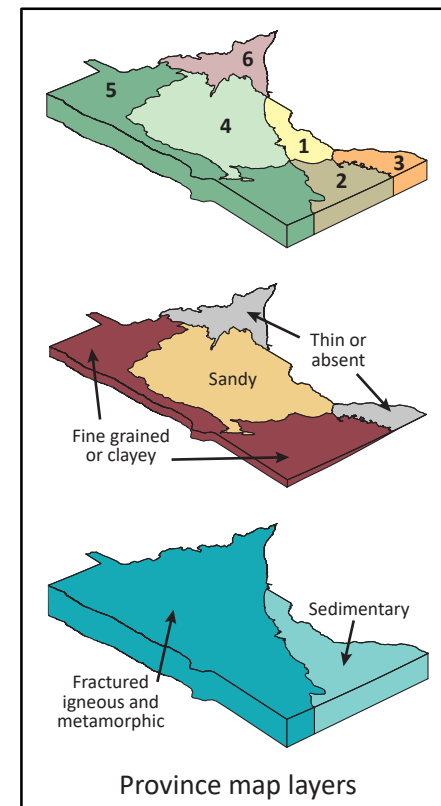 6
5
4
1
3
2
Thin or
absent
Sandy
Fine grained
or clayey
Sedimentary
Fractured
igneous and
metamorphic
Province map layers